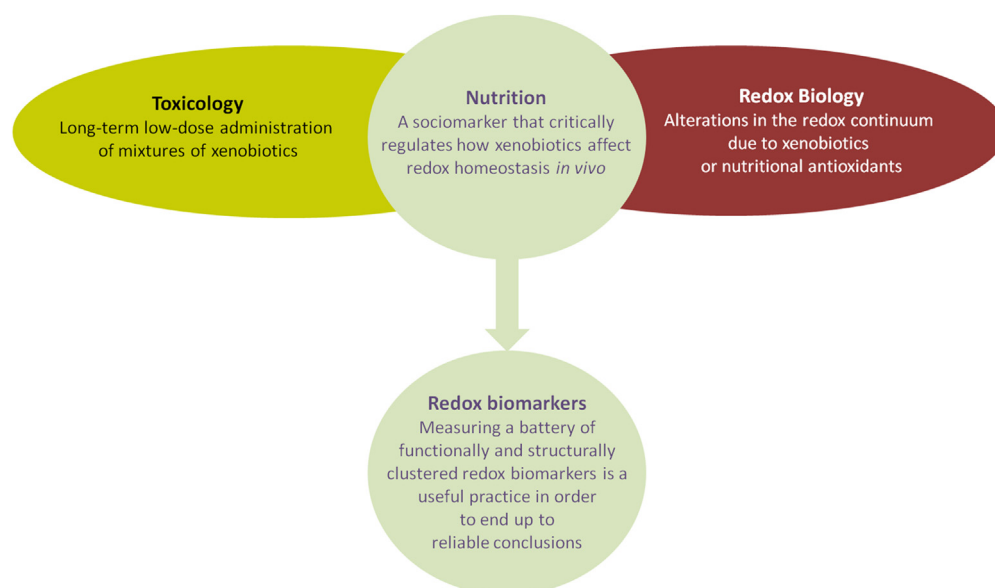 Toxicology
Long-term low-dose administration
of mixtures of xenobiotics
Nutrition
A sociomarker that critically
regulates how xenobiotics affect
redox homeostasis in vivo
Redox Biology
Alterations in the redox continuum
due to xenobiotics
or nutritional antioxidants
Redox biomarkers
Measuring a battery of
functionally and structurally
clustered redox biomarkers is a
useful practice in order
to end up to
reliable conclusions